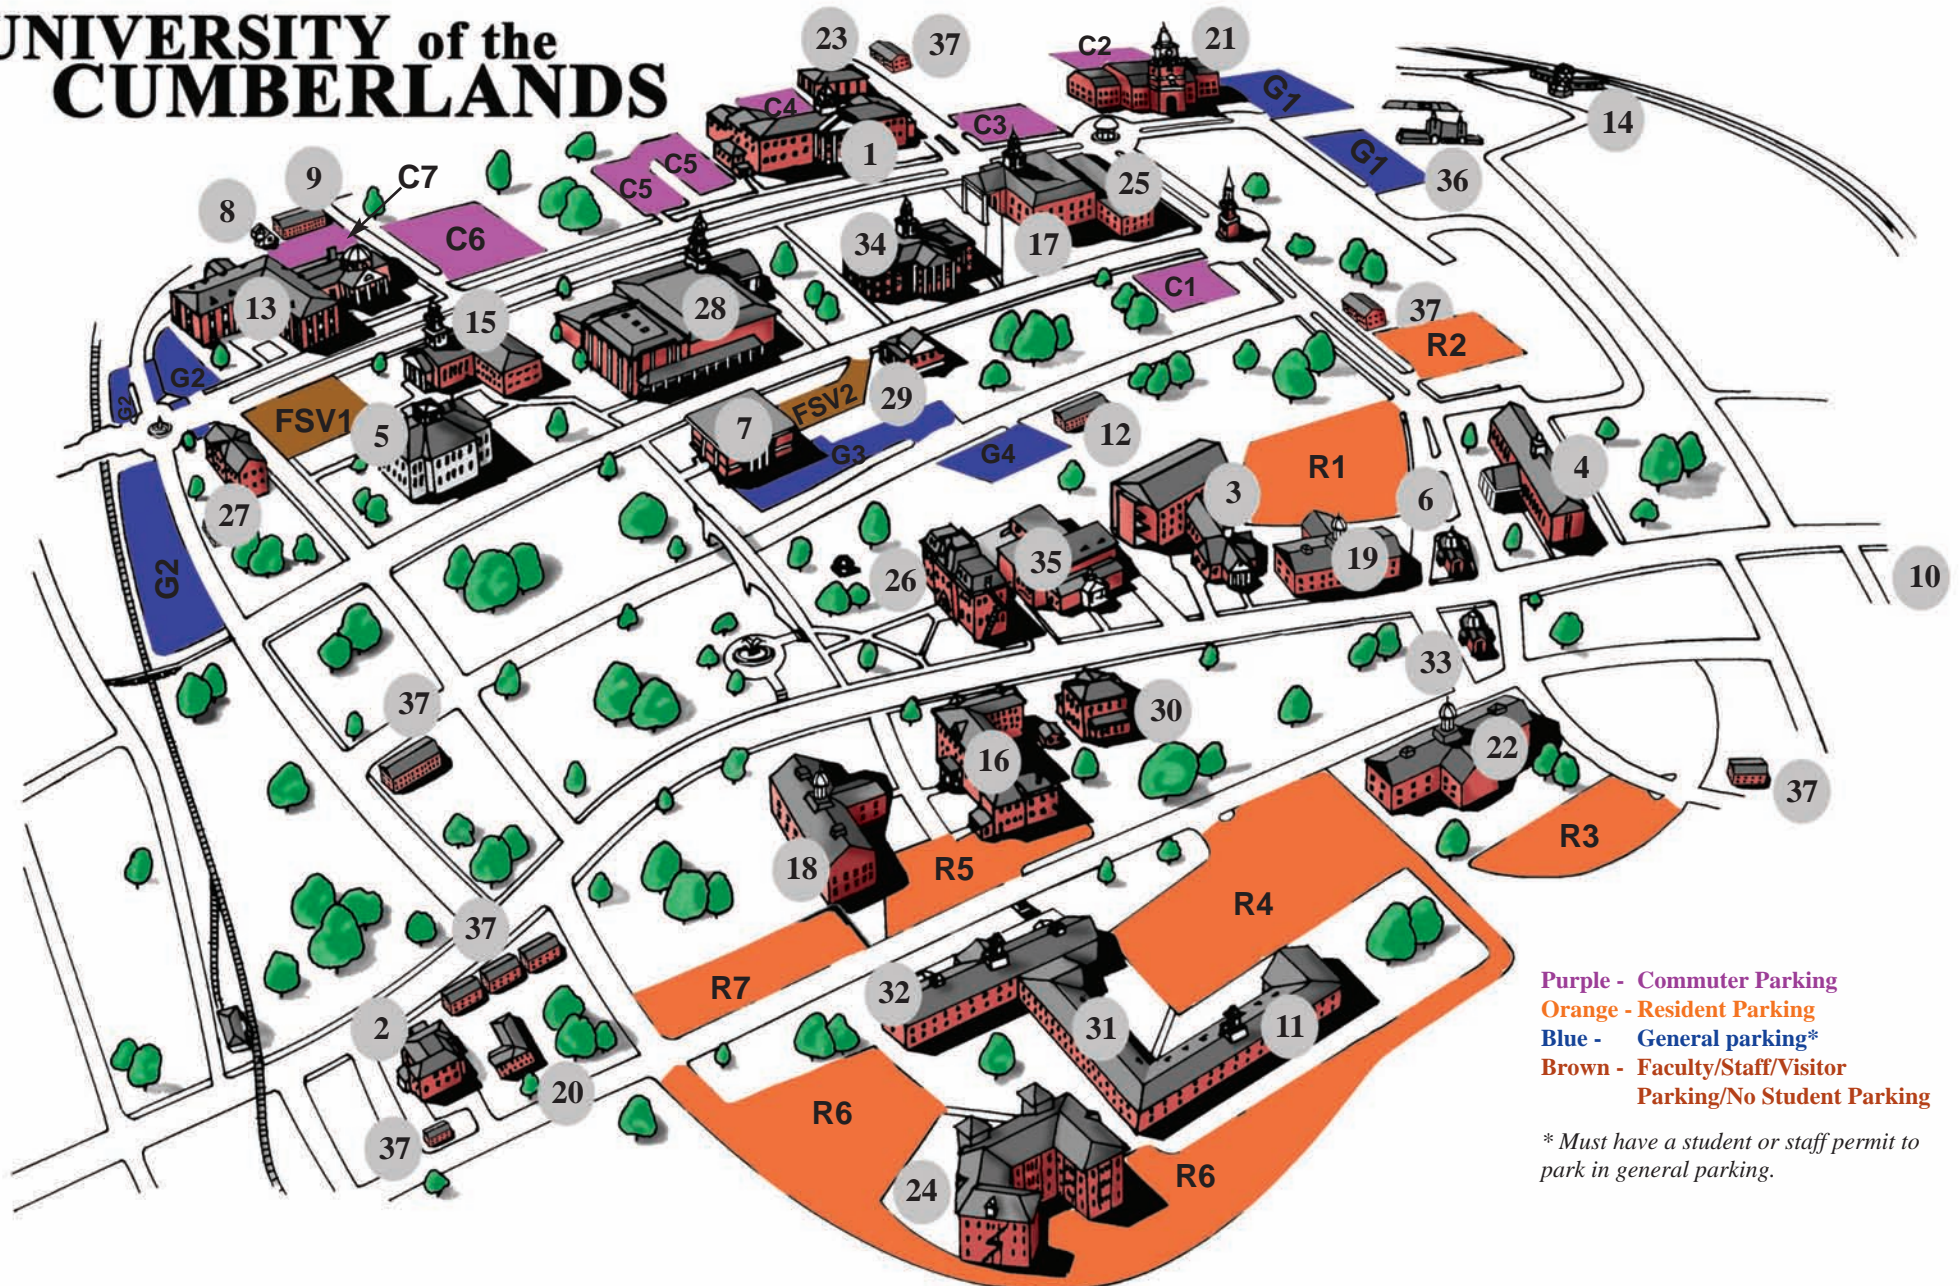 UNIVERSITY of the
CUMBERLANDS
23
37
C2
21
G1
14
C4
C3
1
G1
36
25
C5
C5
9
C7
8
C6
34
17
C1
13
15
28
37
R2
G2
G2
FSV1
5
7
FSV2
29
G3
G4
12
3
R1
6
4
27
G2
26
35
19
10
33
37
30
16
22
37
18
R5
R3
R4
37
R7
32
31
11
2
20
R6
37
24
R6
Purple - Commuter Parking
Orange - Resident Parking
Blue - General parking*
Brown - Faculty/Staff/Visitor
Parking/No Student Parking
* Must have a student or staff permit to
park in general parking.